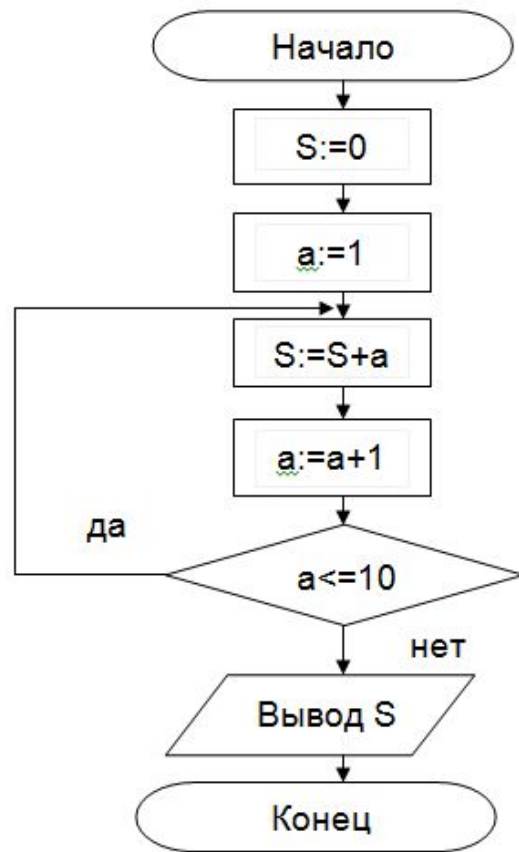 Начало
S:=0
a:=1
S:=S+a
a:=a+1
да
a<=10
нет
Вывод S
Конец